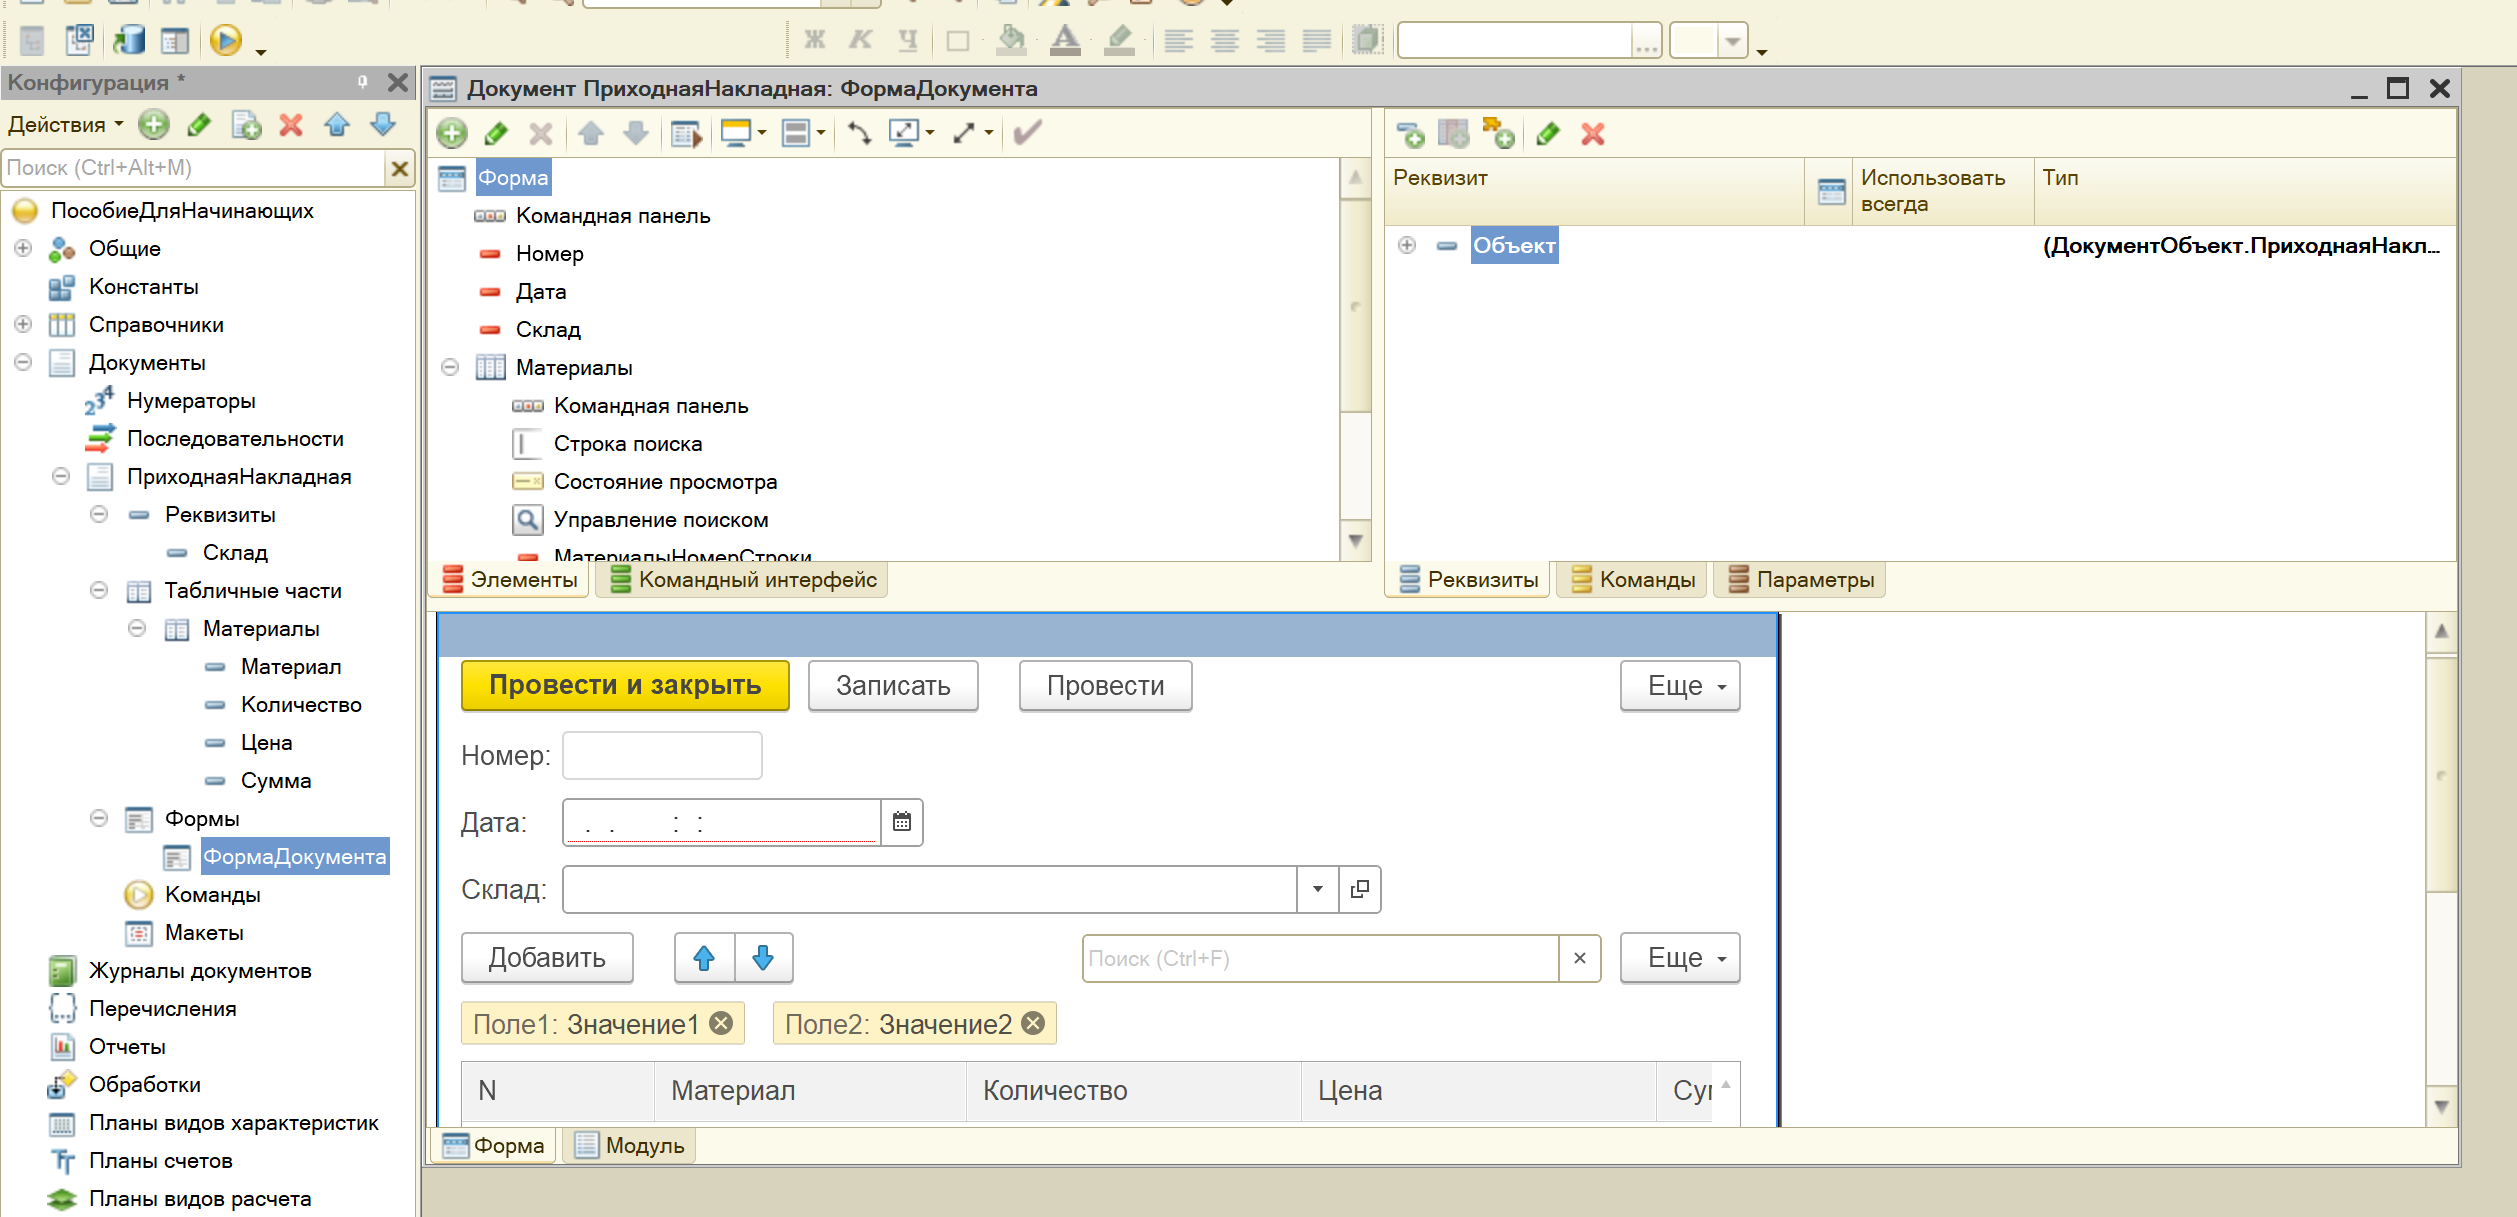 Ж К Ч А
...
Конфигурация *
Действия
Поиск (Ctrl+Alt+M)
ПособиеДляНачинающих
Общие
Константы
Справочники
Документы
Нумераторы
Последовательности
ПриходнаяНакладная
Реквизиты
Склад
Табличные части
Материалы
Материал
Количество
Цена
Сумма
Формы
ФормаДокумента
Команды
Макеты
Журналы документов
Перечисления
Отчеты
Обработки
Планы видов характеристик
Планы счетов
Планы видов расчета
Документ ПриходнаяНакладная: ФормаДокумента
Форма
Командная панель
Номер
Дата
Склад
Материалы
Командная панель
Строка поиска
Состояние просмотра
Управление поиском
МатериалыНомерСтроки
Элементы Командный интерфейс
Реквизит Использовать всегда Тип
Объект (ДокументОбъект.ПриходнаяНакл...
Реквизиты Команды Параметры
Провести и закрыть Записать Провести Еще
Номер:
Дата: . . : :
Склад:
Добавить Поиск (Ctrl+F) × Еще
Поле1: Значение1 Поле2: Значение2
N Материал Количество Цена
Форма Модуль